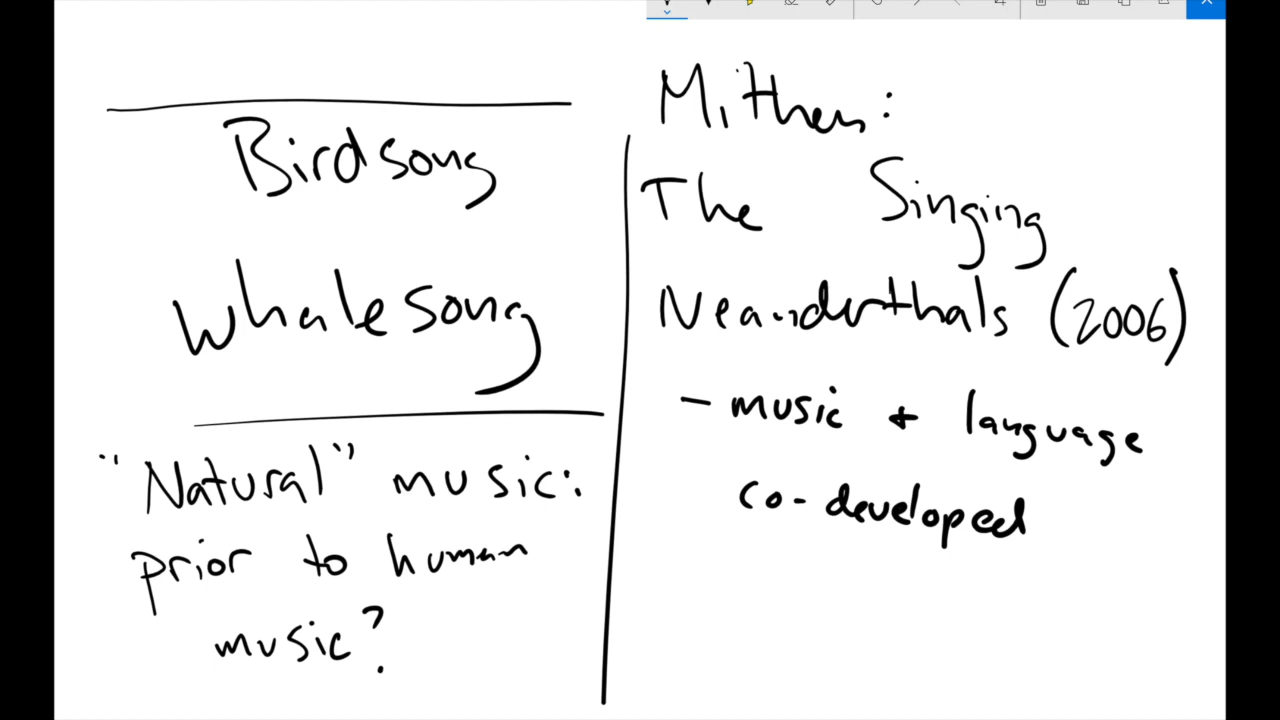 Birdsong
Whalesong
"Natural" music:
prior to human
music?
Mithen:
The Singing
Neanderthals (2006)
- music + language
co-developed